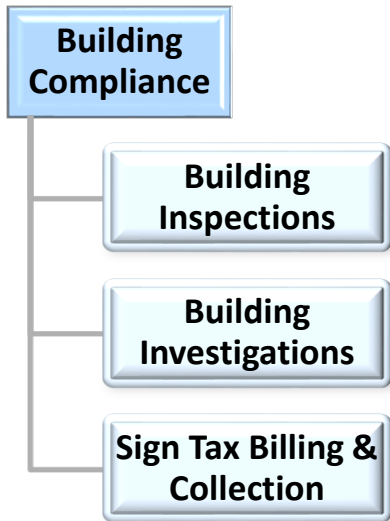 Building
Compliance
Building
Inspections
Building
Investigations
Sign Tax Billing &
Collection